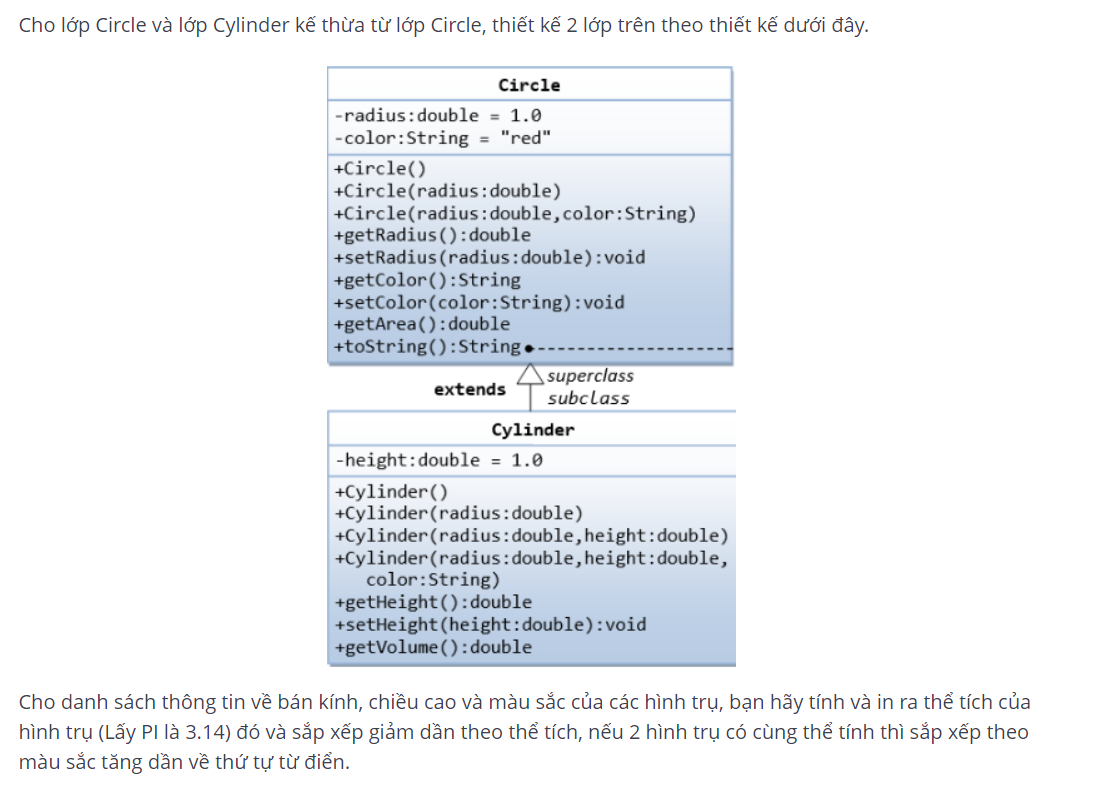 Cho lớp Circle và lớp Cylinder kế thừa từ lớp Circle, thiết kế 2 lớp trên theo thiết kế dưới đây.
Circle
-radius:double = 1.0
-color:String = "red"
+Circle()
+Circle(radius:double)
+Circle(radius:double,color:String)
+getRadius():double
+setRadius(radius:double):void
+getColor():String
+setColor(color:String):void
+getArea():double
+toString():String
superclass
extends
subclass
Cylinder
-height:double = 1.0
+Cylinder()
+Cylinder(radius:double)
+Cylinder(radius:double,height:double)
+Cylinder(radius:double,height:double,
color:String)
+getHeight():double
+setHeight(height:double):void
+getVolume():double
Cho danh sách thông tin về bán kính, chiều cao và màu sắc của các hình trụ, bạn hãy tính và in ra thể tích của
hình trụ (Lấy PI là 3.14) đó và sắp xếp giảm dần theo thể tích, nếu 2 hình trụ có cùng thể tính thì sắp xếp theo
màu sắc tăng dần về thứ tự từ điển.